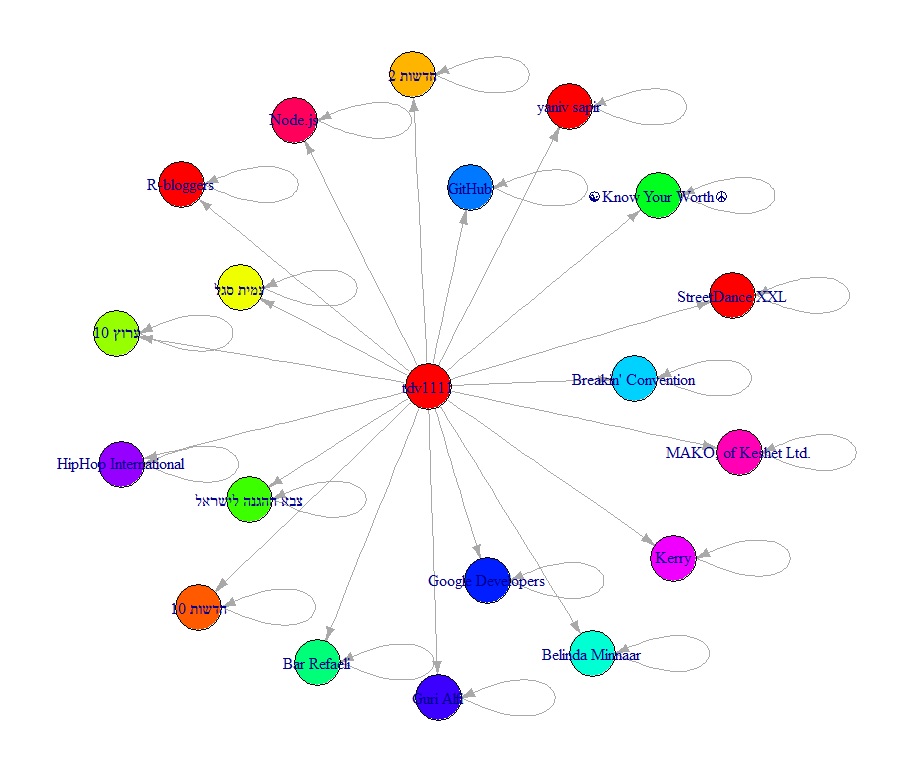 חדשות 2
yaniv sapir
Node.js
R-bloggers
GitHub
☯Know Your Worth☮
עמית סגל
StreetDance XXL
ערוץ 10
Breakin' Convention
tdv1111
MAKO, of Keshet Ltd.
HipHop International
צבא ההגנה לישראל
Kerry
Google Developers
חדשות 10
Belinda Minnaar
Bar Refaeli
Guri Alfi